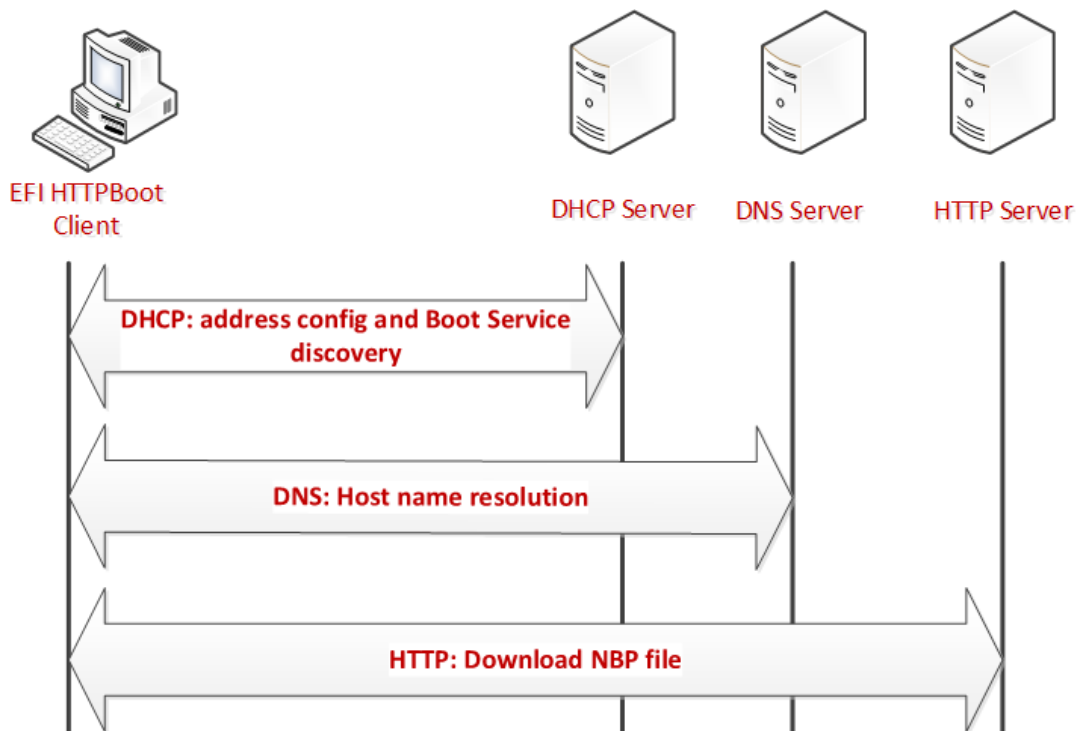 EFI HTTPBoot
Client
DHCP Server
DNS Server
HTTP Server
DHCP: address config and Boot Service
discovery
DNS: Host name resolution
HTTP: Download NBP file